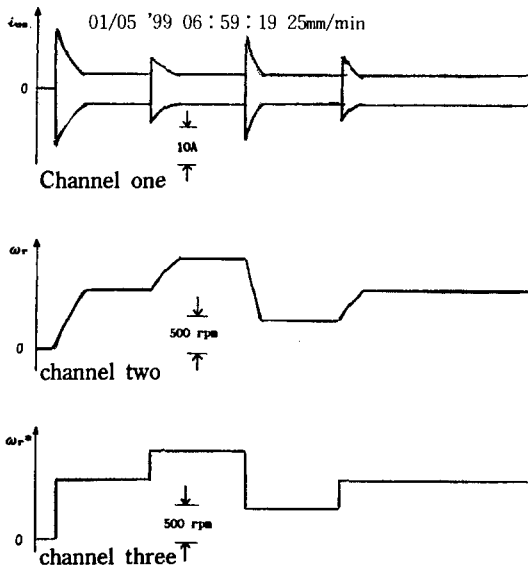 01/05 '99 06：59：19 25mm/min
0
10A
Channel one
ωr
500 rpm
0
channel two
ωr*
500 rpm
0
channel three